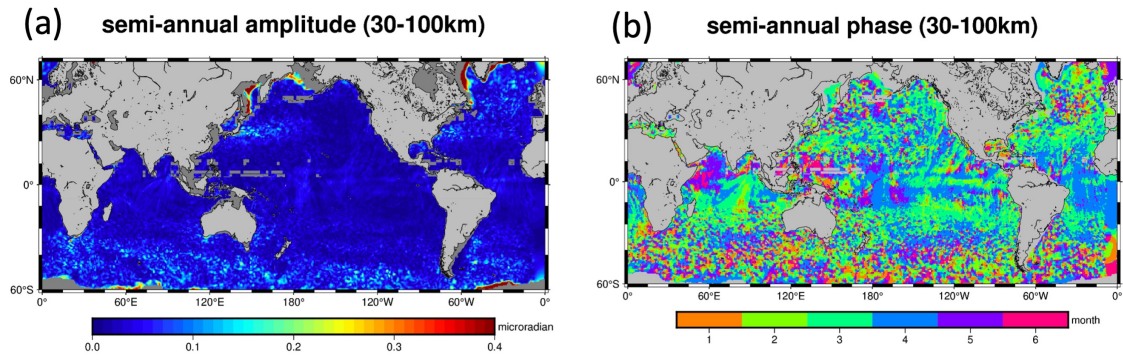 (a) semi-annual amplitude (30-100km)
60°N
0°
60°S
0° 60°E 120°E 180° 120°W 60°W 0°
microradian
0.0 0.1 0.2 0.3 0.4
(b) semi-annual phase (30-100km)
60°N
0°
60°S
0° 60°E 120°E 180° 120°W 60°W 0°
month
1 2 3 4 5 6